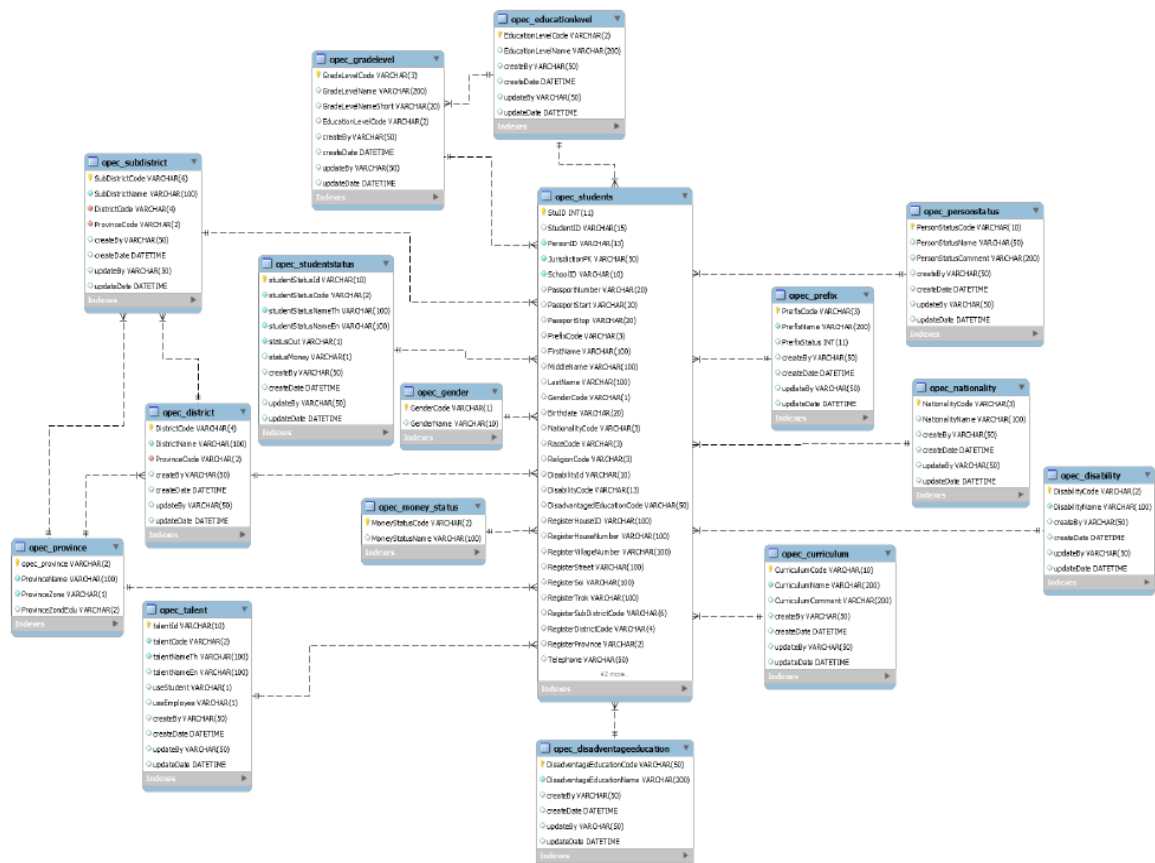 opec_educationlevel
EducationLevelCode VARCHAR(2)
EducationLevelName VARCHAR(200)
createBy VARCHAR(50)
createDate DATETIME
updateBy VARCHAR(50)
updateDate DATETIME
Indexes
opec_gradelevel
GradeLevelCode VARCHAR(3)
GradeLevelName VARCHAR(200)
GradeLevelNameShort VARCHAR(20)
EducationLevelCode VARCHAR(2)
createBy VARCHAR(50)
createDate DATETIME
updateBy VARCHAR(50)
updateDate DATETIME
Indexes
opec_subdistrict
SubDistrictCode VARCHAR(6)
SubDistrictName VARCHAR(100)
DistrictCode VARCHAR(4)
ProvinceCode VARCHAR(2)
createBy VARCHAR(50)
createDate DATETIME
updateBy VARCHAR(50)
updateDate DATETIME
Indexes
opec_studentstatus
studentStatusId VARCHAR(10)
studentStatusCode VARCHAR(2)
studentStatusNameTh VARCHAR(100)
studentStatusNameEn VARCHAR(100)
statusOut VARCHAR(1)
statusMoney VARCHAR(1)
createBy VARCHAR(50)
createDate DATETIME
updateBy VARCHAR(50)
updateDate DATETIME
Indexes
opec_students
StuID INT(11)
StudentID VARCHAR(15)
PersonID VARCHAR(13)
JurisdictionPK VARCHAR(50)
SchoolID VARCHAR(10)
PassportNumber VARCHAR(20)
PassportStart VARCHAR(20)
PassportStop VARCHAR(20)
PrefixCode VARCHAR(3)
FirstName VARCHAR(100)
MiddleName VARCHAR(100)
LastName VARCHAR(100)
GenderCode VARCHAR(1)
Birthdate VARCHAR(20)
NationalityCode VARCHAR(3)
RaceCode VARCHAR(3)
ReligionCode VARCHAR(3)
DisabilityId VARCHAR(10)
DisabilityCode VARCHAR(13)
DisadvantagedEducationCode VARCHAR(50)
RegisterHouseID VARCHAR(100)
RegisterHouseNumber VARCHAR(100)
RegisterVillageNumber VARCHAR(100)
RegisterStreet VARCHAR(100)
RegisterSoi VARCHAR(100)
RegisterTrok VARCHAR(100)
RegisterSubDistrictCode VARCHAR(6)
RegisterDistrictCode VARCHAR(4)
RegisterProvince VARCHAR(2)
Telephone VARCHAR(50)
42 more...
Indexes
opec_personstatus
PersonStatusCode VARCHAR(10)
PersonStatusName VARCHAR(50)
PersonStatusComment VARCHAR(200)
createBy VARCHAR(50)
createDate DATETIME
updateBy VARCHAR(50)
updateDate DATETIME
Indexes
opec_prefix
PrefixCode VARCHAR(3)
PrefixName VARCHAR(200)
PrefixStatus INT(11)
createBy VARCHAR(50)
createDate DATETIME
updateBy VARCHAR(50)
updateDate DATETIME
Indexes
opec_gender
GenderCode VARCHAR(1)
GenderName VARCHAR(10)
Indexes
opec_nationality
NationalityCode VARCHAR(3)
NationalityName VARCHAR(100)
createBy VARCHAR(50)
createDate DATETIME
updateBy VARCHAR(50)
updateDate DATETIME
Indexes
opec_district
DistrictCode VARCHAR(4)
DistrictName VARCHAR(100)
ProvinceCode VARCHAR(2)
createBy VARCHAR(50)
createDate DATETIME
updateBy VARCHAR(50)
updateDate DATETIME
Indexes
opec_disability
DisabilityCode VARCHAR(2)
DisabilityName VARCHAR(100)
createBy VARCHAR(50)
createDate DATETIME
updateBy VARCHAR(50)
updateDate DATETIME
Indexes
opec_money_status
MoneyStatusCode VARCHAR(2)
MoneyStatusName VARCHAR(100)
Indexes
opec_province
opec_province VARCHAR(2)
ProvinceName VARCHAR(100)
ProvinceZone VARCHAR(1)
ProvinceZondEdu VARCHAR(2)
Indexes
opec_curriculum
CurriculumCode VARCHAR(10)
CurriculumName VARCHAR(200)
CurriculumComment VARCHAR(200)
createBy VARCHAR(50)
createDate DATETIME
updateBy VARCHAR(50)
updateDate DATETIME
Indexes
opec_talent
talentId VARCHAR(10)
talentCode VARCHAR(2)
talentNameTh VARCHAR(100)
talentNameEn VARCHAR(100)
useStudent VARCHAR(1)
useEmployee VARCHAR(1)
createBy VARCHAR(50)
createDate DATETIME
updateBy VARCHAR(50)
updateDate DATETIME
Indexes
opec_disadventageeducation
DisadventageEducationCode VARCHAR(50)
DisadventageEducationName VARCHAR(200)
createBy VARCHAR(50)
createDate DATETIME
updateBy VARCHAR(50)
updateDate DATETIME
Indexes